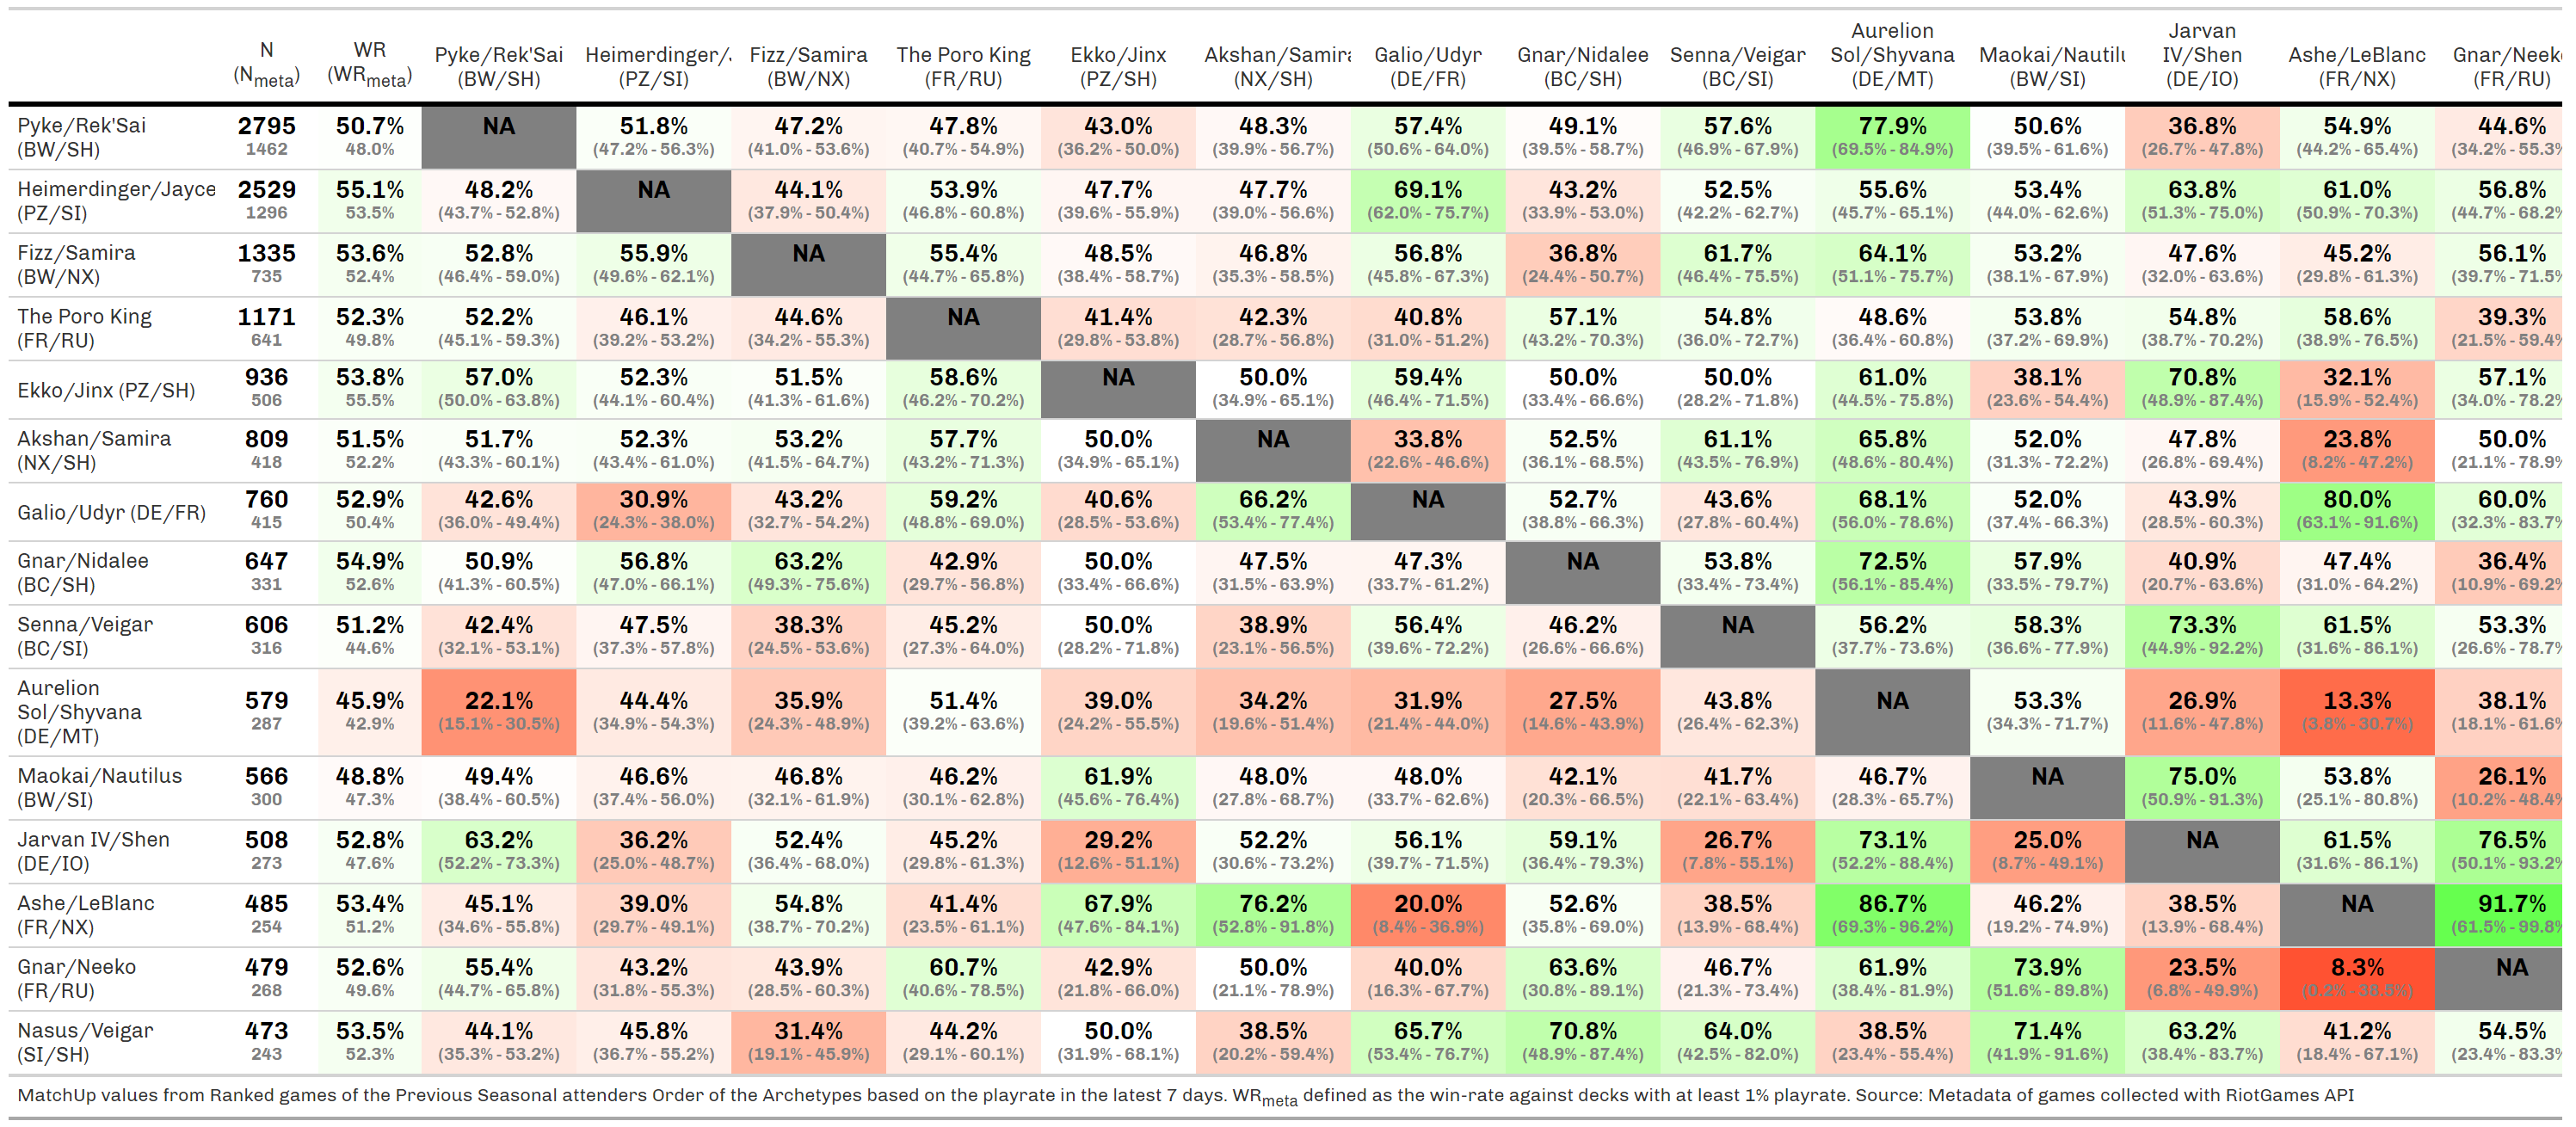 N (N_meta) WR (WR_meta) Pyke/Rek'Sai (BW/SH) Heimerdinger/ (PZ/SI) Fizz/Samira (BW/NX) The Poro King (FR/RU) Ekko/Jinx (PZ/SH) Akshan/Samira (NX/SH) Galio/Udyr (DE/FR) Gnar/Nidalee (BC/SH) Senna/Veigar (BC/SI) Aurelion Sol/Shyvana (DE/MT) Maokai/Nautilu (BW/SI) Jarvan IV/Shen (DE/IO) Ashe/LeBlanc (FR/NX) Gnar/Neek (FR/RU)
Pyke/Rek'Sai 2795 50.7% NA 51.8% 47.2% 47.8% 43.0% 48.3% 57.4% 49.1% 57.6% 77.9% 50.6% 36.8% 54.9% 44.6%
(BW/SH) 1462 48.0% (47.2% - 56.3%) (41.0% - 53.6%) (40.7% - 54.9%) (36.2% - 50.0%) (39.9% - 56.7%) (50.6% - 64.0%) (39.5% - 58.7%) (46.9% - 67.9%) (69.5% - 84.9%) (39.5% - 61.6%) (26.7% - 47.8%) (44.2% - 65.4%) (34.2% - 55.3%
Heimerdinger/Jayce 2529 55.1% 48.2% NA 44.1% 53.9% 47.7% 47.7% 69.1% 43.2% 52.5% 55.6% 53.4% 63.8% 61.0% 56.8%
(PZ/SI) 1296 53.5% (43.7% - 52.8%) (37.9% - 50.4%) (46.8% - 60.8%) (39.6% - 55.9%) (39.0% - 56.6%) (62.0% - 75.7%) (33.9% - 53.0%) (42.2% - 62.7%) (45.7% - 65.1%) (44.0% - 62.6%) (51.3% - 75.0%) (50.9% - 70.3%) (44.7% - 68.2%
Fizz/Samira 1335 53.6% 52.8% 55.9% NA 55.4% 48.5% 46.8% 56.8% 36.8% 61.7% 64.1% 53.2% 47.6% 45.2% 56.1%
(BW/NX) 735 52.4% (46.4% - 59.0%) (49.6% - 62.1%) (44.7% - 65.8%) (38.4% - 58.7%) (35.3% - 58.5%) (45.8% - 67.3%) (24.4% - 50.7%) (46.4% - 75.5%) (51.1% - 75.7%) (38.1% - 67.9%) (32.0% - 63.6%) (29.8% - 61.3%) (39.7% - 71.5%
The Poro King 1171 52.3% 52.2% 46.1% 44.6% NA 41.4% 42.3% 40.8% 57.1% 54.8% 48.6% 53.8% 54.8% 58.6% 39.3%
(FR/RU) 641 49.8% (45.1% - 59.3%) (39.2% - 53.2%) (34.2% - 55.3%) (29.8% - 53.8%) (28.7% - 56.8%) (31.0% - 51.2%) (43.2% - 70.3%) (36.0% - 72.7%) (36.4% - 60.8%) (37.2% - 69.9%) (38.7% - 70.2%) (38.9% - 76.5%) (21.5% - 59.4%
Ekko/Jinx (PZ/SH) 936 53.8% 57.0% 52.3% 51.5% 58.6% NA 50.0% 59.4% 50.0% 50.0% 61.0% 38.1% 70.8% 32.1% 57.1%
506 55.5% (50.0% - 63.8%) (44.1% - 60.4%) (41.3% - 61.6%) (46.2% - 70.2%) (34.9% - 65.1%) (46.4% - 71.5%) (33.4% - 66.6%) (28.2% - 71.8%) (44.5% - 75.8%) (23.6% - 54.4%) (48.9% - 87.4%) (15.9% - 52.4%) (34.0% - 78.2%
Akshan/Samira 809 51.5% 51.7% 52.3% 53.2% 57.7% 50.0% NA 33.8% 52.5% 61.1% 65.8% 52.0% 47.8% 23.8% 50.0%
(NX/SH) 418 52.2% (43.3% - 60.1%) (43.4% - 61.0%) (41.5% - 64.7%) (43.2% - 71.3%) (34.9% - 65.1%) (22.6% - 46.6%) (36.1% - 68.5%) (43.5% - 76.9%) (48.6% - 80.4%) (31.3% - 72.2%) (26.8% - 69.4%) (8.2% - 47.2%) (21.1% - 78.9%
Galio/Udyr (DE/FR) 760 52.9% 42.6% 30.9% 43.2% 59.2% 40.6% 66.2% NA 52.7% 43.6% 68.1% 52.0% 43.9% 80.0% 60.0%
415 50.4% (36.0% - 49.4%) (24.3% - 38.0%) (32.7% - 54.2%) (48.8% - 69.0%) (28.5% - 53.6%) (53.4% - 77.4%) (38.8% - 66.3%) (27.8% - 60.4%) (56.0% - 78.6%) (37.4% - 66.3%) (28.5% - 60.3%) (63.1% - 91.6%) (32.3% - 83.7%
Gnar/Nidalee 647 54.9% 50.9% 56.8% 63.2% 42.9% 50.0% 47.5% 47.3% NA 53.8% 72.5% 57.9% 40.9% 47.4% 36.4%
(BC/SH) 331 52.6% (41.3% - 60.5%) (47.0% - 66.1%) (49.3% - 75.6%) (29.7% - 56.8%) (33.4% - 66.6%) (31.5% - 63.9%) (33.7% - 61.2%) (33.4% - 73.4%) (56.1% - 85.4%) (33.5% - 79.7%) (20.7% - 63.6%) (31.0% - 64.2%) (10.9% - 69.2%
Senna/Veigar 606 51.2% 42.4% 47.5% 38.3% 45.2% 50.0% 38.9% 56.4% 46.2% NA 56.2% 58.3% 73.3% 61.5% 53.3%
(BC/SI) 316 44.6% (32.1% - 53.1%) (37.3% - 57.8%) (24.5% - 53.6%) (27.3% - 64.0%) (28.2% - 71.8%) (23.1% - 56.5%) (39.6% - 72.2%) (26.6% - 66.6%) (37.7% - 73.6%) (36.6% - 77.9%) (44.9% - 92.2%) (31.6% - 86.1%) (26.6% - 78.7%
Aurelion
Sol/Shyvana 579 45.9% 22.1% 44.4% 35.9% 51.4% 39.0% 34.2% 31.9% 27.5% 43.8% NA 53.3% 26.9% 13.3% 38.1%
(DE/MT) 287 42.9% (15.1% - 30.5%) (34.9% - 54.3%) (24.3% - 48.9%) (39.2% - 63.6%) (24.2% - 55.5%) (19.6% - 51.4%) (21.4% - 44.0%) (14.6% - 43.9%) (26.4% - 62.3%) (34.3% - 71.7%) (11.6% - 47.8%) (3.8% - 30.7%) (18.1% - 61.6%
Maokai/Nautilus 566 48.8% 49.4% 46.6% 46.8% 46.2% 61.9% 48.0% 48.0% 42.1% 41.7% 46.7% NA 75.0% 53.8% 26.1%
(BW/SI) 300 47.3% (38.4% - 60.5%) (37.4% - 56.0%) (32.1% - 61.9%) (30.1% - 62.8%) (45.6% - 76.4%) (27.8% - 68.7%) (33.7% - 62.6%) (20.3% - 66.5%) (22.1% - 63.4%) (28.3% - 65.7%) (50.9% - 91.3%) (25.1% - 80.8%) (10.2% - 48.4%
Jarvan IV/Shen 508 52.8% 63.2% 36.2% 52.4% 45.2% 29.2% 52.2% 56.1% 59.1% 26.7% 73.1% 25.0% NA 61.5% 76.5%
(DE/IO) 273 47.6% (52.2% - 73.3%) (25.0% - 48.7%) (36.4% - 68.0%) (29.8% - 61.3%) (12.6% - 51.1%) (30.6% - 73.2%) (39.7% - 71.5%) (36.4% - 79.3%) (7.8% - 55.1%) (52.2% - 88.4%) (8.7% - 49.1%) (31.6% - 86.1%) (50.1% - 93.2%
Ashe/LeBlanc 485 53.4% 45.1% 39.0% 54.8% 41.4% 67.9% 76.2% 20.0% 52.6% 38.5% 86.7% 46.2% 38.5% NA 91.7%
(FR/NX) 254 51.2% (34.6% - 55.8%) (29.7% - 49.1%) (38.7% - 70.2%) (23.5% - 61.1%) (47.6% - 84.1%) (52.8% - 91.8%) (8.4% - 36.9%) (35.8% - 69.0%) (13.9% - 68.4%) (69.3% - 96.2%) (19.2% - 74.9%) (13.9% - 68.4%) (61.5% - 99.8%
Gnar/Neeko 479 52.6% 55.4% 43.2% 43.9% 60.7% 42.9% 50.0% 40.0% 63.6% 46.7% 61.9% 73.9% 23.5% 8.3% NA
(FR/RU) 268 49.6% (44.7% - 65.8%) (31.8% - 55.3%) (28.5% - 60.3%) (40.6% - 78.5%) (21.8% - 66.0%) (21.1% - 78.9%) (16.3% - 67.7%) (30.8% - 89.1%) (21.3% - 73.4%) (38.4% - 81.9%) (51.6% - 89.8%) (6.8% - 49.9%) (0.2% - 38.5%)
Nasus/Veigar 473 53.5% 44.1% 45.8% 31.4% 44.2% 50.0% 38.5% 65.7% 70.8% 64.0% 38.5% 71.4% 63.2% 41.2% 54.5%
(SI/SH) 243 52.3% (35.3% - 53.2%) (36.7% - 55.2%) (19.1% - 45.9%) (29.1% - 60.1%) (31.9% - 68.1%) (20.2% - 59.4%) (53.4% - 76.7%) (48.9% - 87.4%) (42.5% - 82.0%) (23.4% - 55.4%) (41.9% - 91.6%) (38.4% - 83.7%) (18.4% - 67.1%) (23.4% - 83.3%
MatchUp values from Ranked games of the Previous Seasonal attenders Order of the Archetypes based on the playrate in the latest 7 days. WR_meta defined as the win-rate against decks with at least 1% playrate. Source: Metadata of games collected with RiotGames API